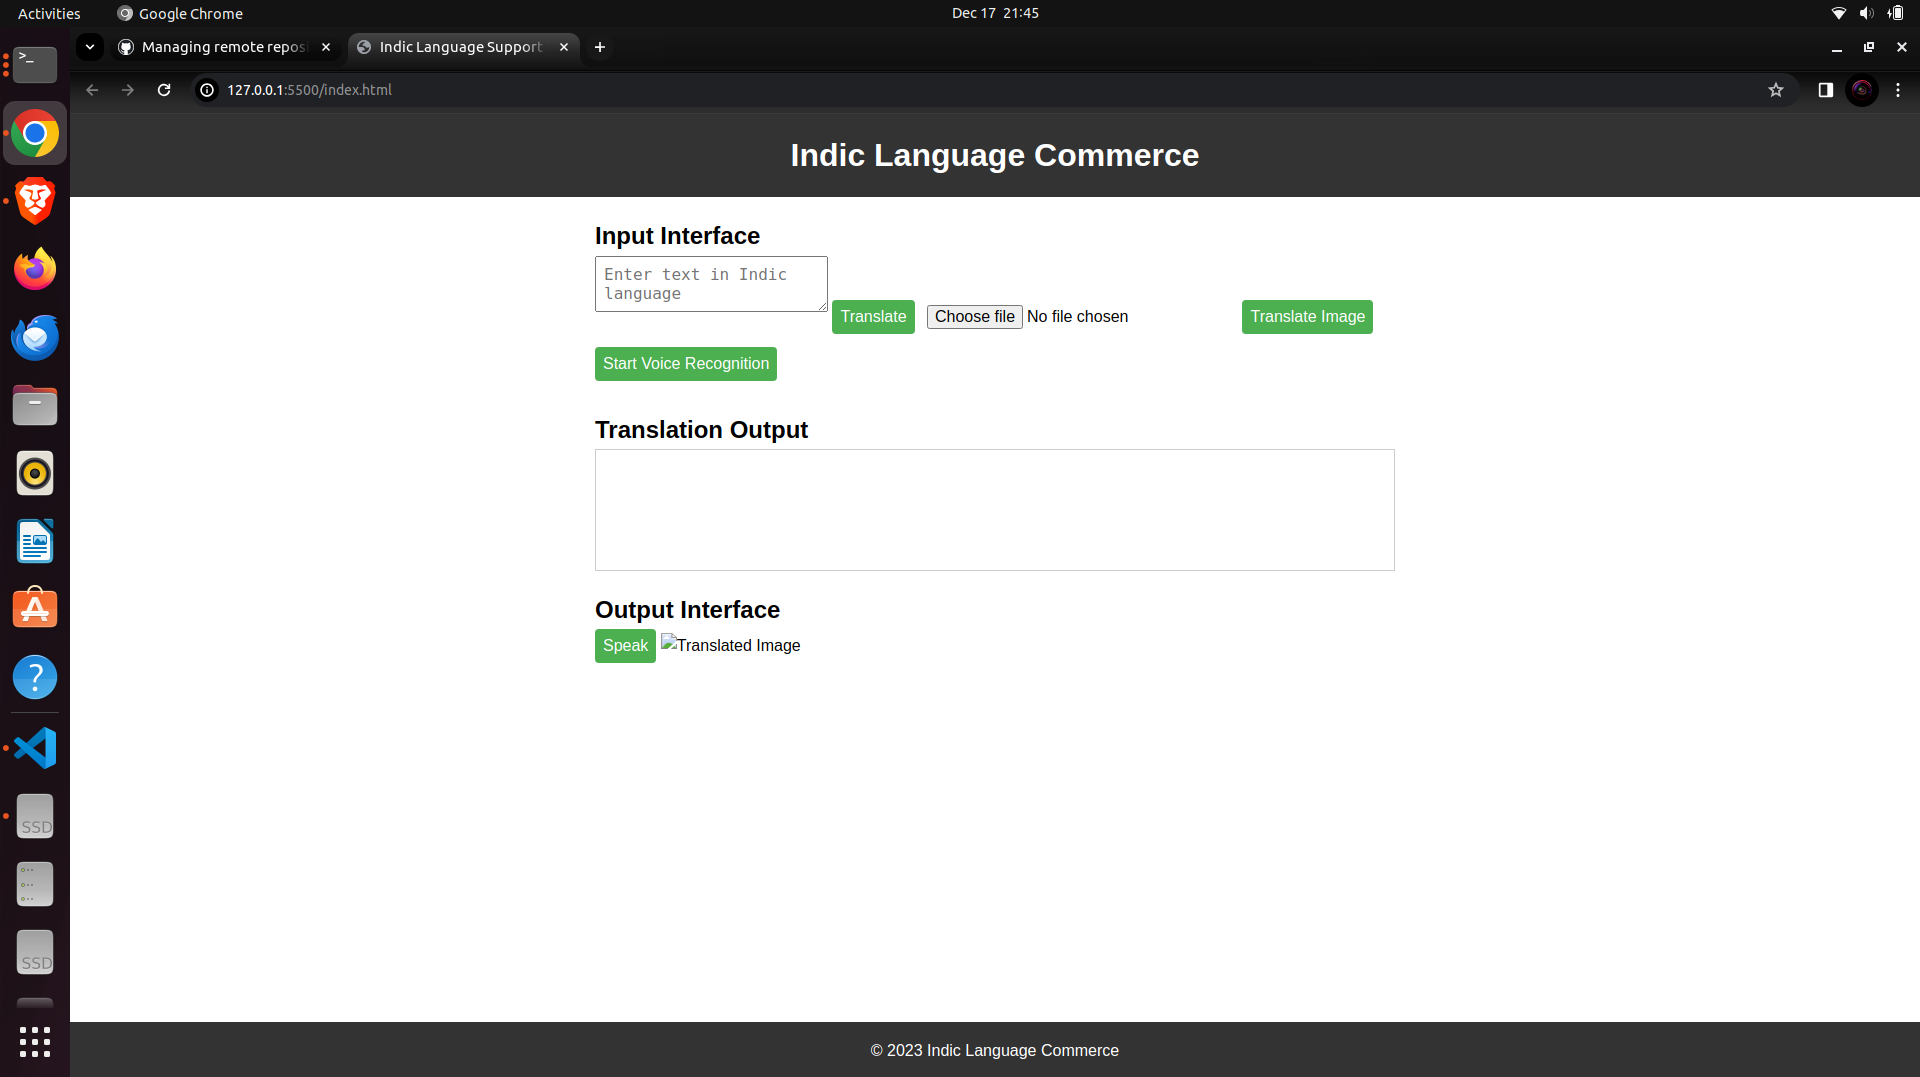 Activities
Google Chrome
Dec 17 21:45
Managing remote repos
Indic Language Support
127.0.0.1:5500/index.html
Indic Language Commerce
Input Interface
Enter text in Indic
language
Translate
Choose file No file chosen
Translate Image
Start Voice Recognition
Translation Output
Output Interface
Speak
Translated Image
SSD
SSD
© 2023 Indic Language Commerce